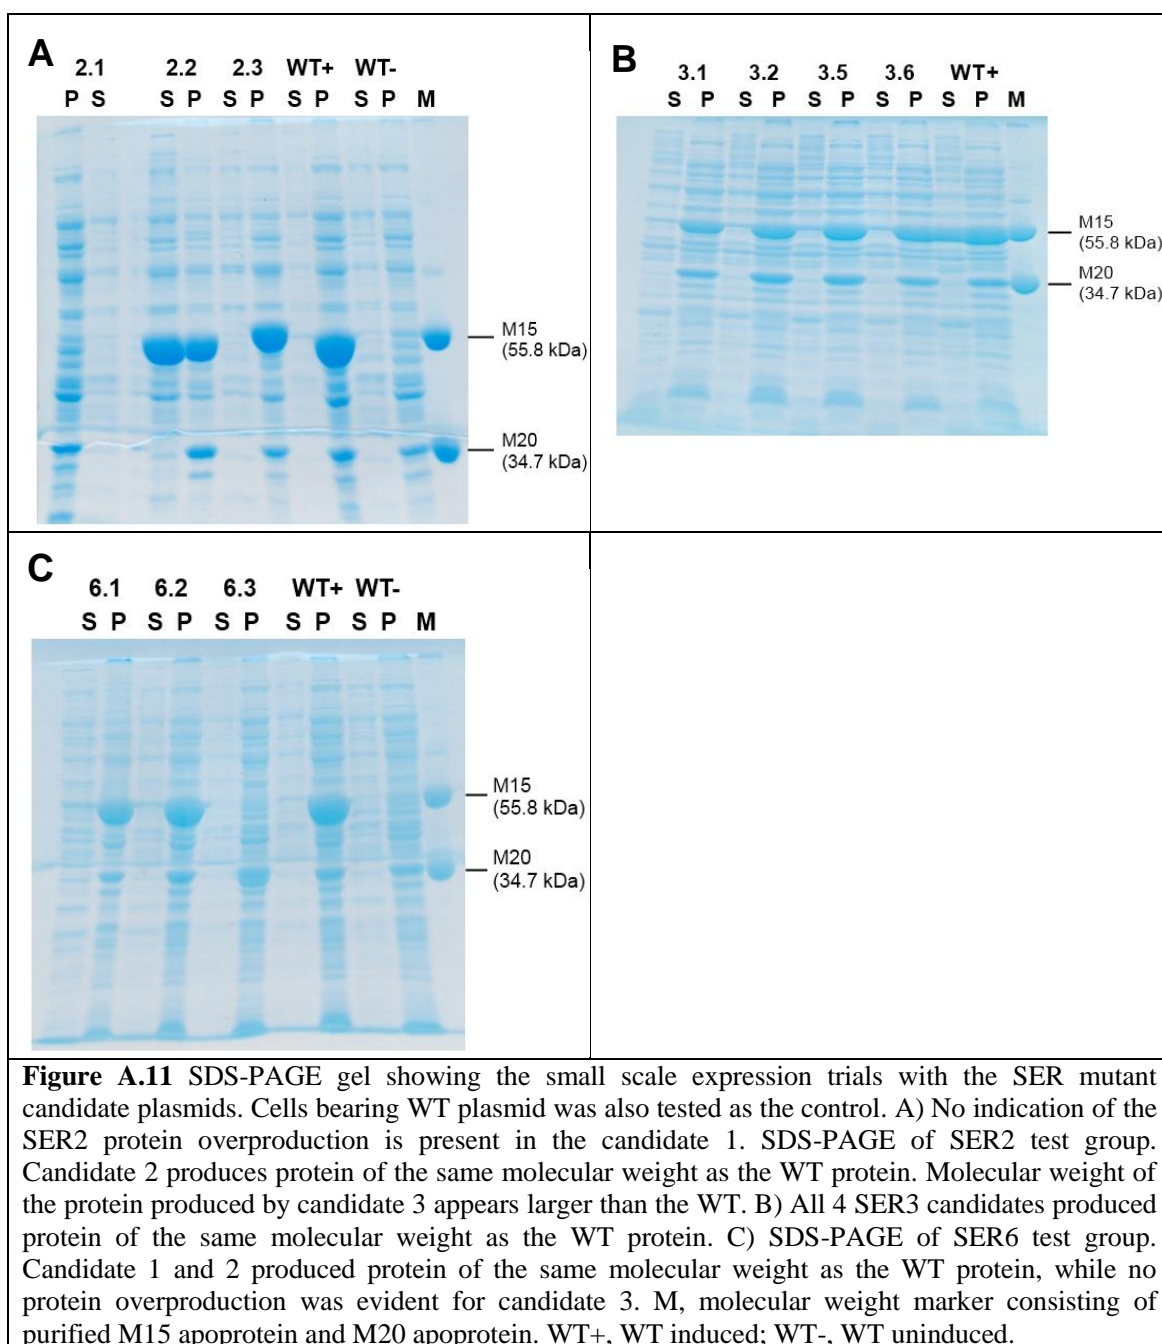 A
2.1 2.2 2.3 WT+ WT-
P S S P S P S P S P M
M15
(55.8 kDa)
M20
(34.7 kDa)
B
3.1 3.2 3.5 3.6 WT+
S P S P S P S P S P M
M15
(55.8 kDa)
M20
(34.7 kDa)
C
6.1 6.2 6.3 WT+ WT-
S P S P S P S P S P M
M15
(55.8 kDa)
M20
(34.7 kDa)
Figure A.11 SDS-PAGE gel showing the small scale expression trials with the SER mutant
candidate plasmids. Cells bearing WT plasmid was also tested as the control. A) No indication of the
SER2 protein overproduction is present in the candidate 1. SDS-PAGE of SER2 test group.
Candidate 2 produces protein of the same molecular weight as the WT protein. Molecular weight of
the protein produced by candidate 3 appears larger than the WT. B) All 4 SER3 candidates produced
protein of the same molecular weight as the WT protein. C) SDS-PAGE of SER6 test group.
Candidate 1 and 2 produced protein of the same molecular weight as the WT protein, while no
protein overproduction was evident for candidate 3. M, molecular weight marker consisting of
purified M15 apoprotein and M20 apoprotein. WT+, WT induced; WT-, WT uninduced.